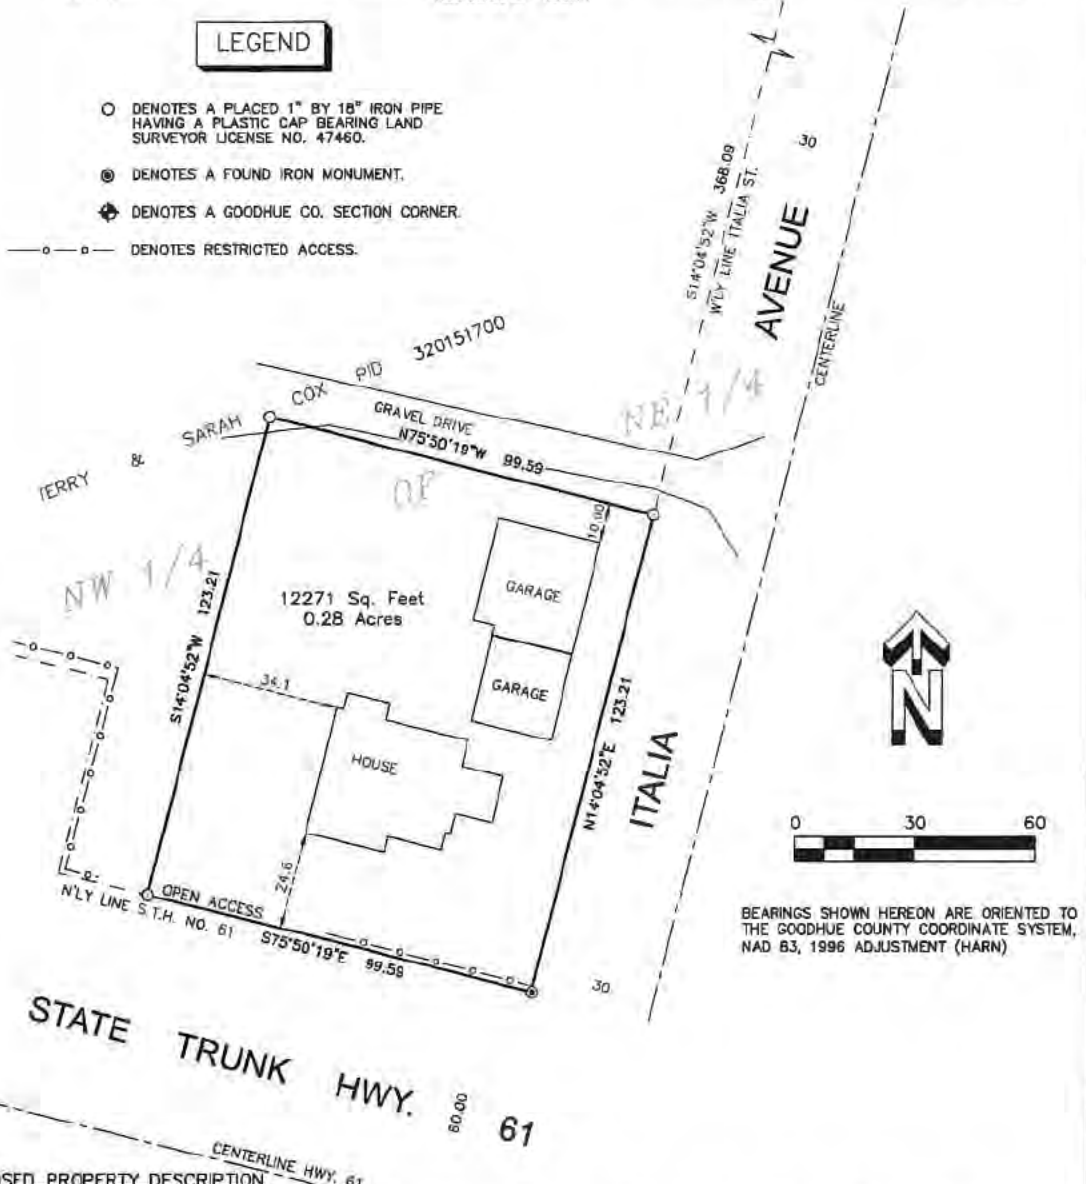 LEGEND
DENOTES A PLACED 1" BY 18" IRON PIPE
HAVING A PLASTIC CAP BEARING LAND
SURVEYOR LICENSE NO. 47460.
DENOTES A FOUND IRON MONUMENT.
DENOTES A GOODHUE CO. SECTION CORNER.
DENOTES RESTRICTED ACCESS.
30
S14°04'52"W 368.09
W'LY LINE ITALIA ST.
AVENUE
CENTERLINE
TERRY & SARAH COX PID 320151700
GRAVEL DRIVE
N75°50'19"W 99.59
NE 1/4
OF
NW 1/4
10.00
GARAGE
12271 Sq. Feet
0.28 Acres
S14°04'52"W 123.21
34.1
GARAGE
HOUSE
N14°04'52"E 123.21
ITALIA
N
24.6
0 30 60
OPEN ACCESS
N'LY LINE S.T.H. NO. 61
S75°50'19"E 99.59
BEARINGS SHOWN HEREON ARE ORIENTED TO
THE GOODHUE COUNTY COORDINATE SYSTEM,
NAD 83, 1996 ADJUSTMENT (HARN)
30
STATE TRUNK HWY. 61
60.00
CENTERLINE HWY. 61
PROPERTY DESCRIPTION